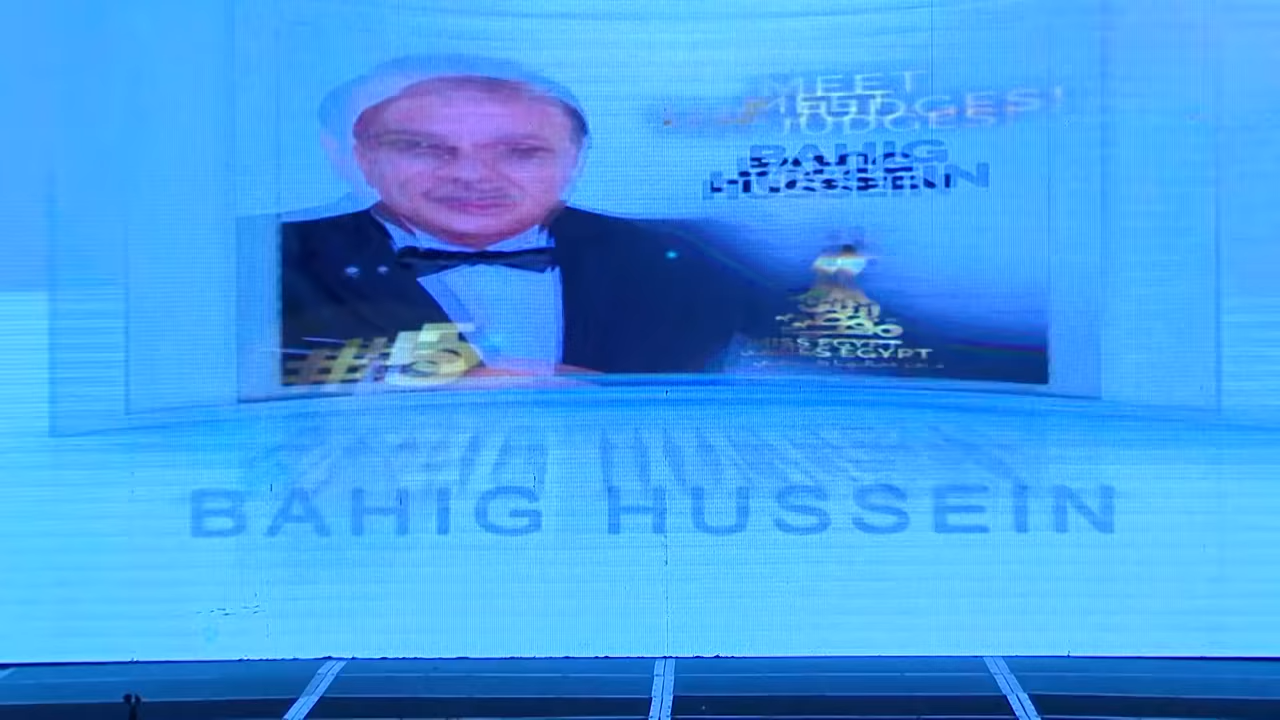 MEET
JUDGES!
BAHIG
HUSSEIN
#5
MISS EGYPT
BAHIG HUSSEIN